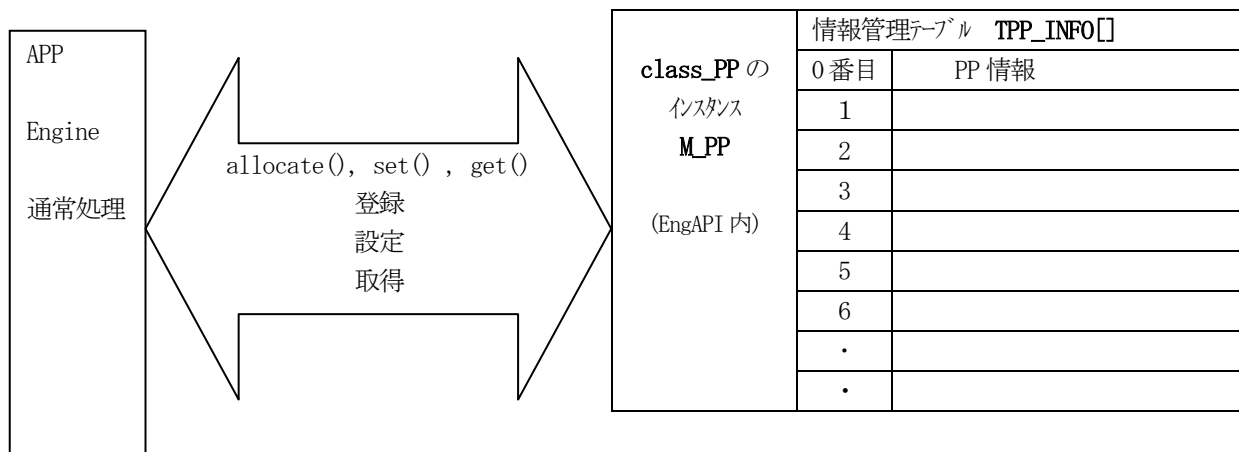 APP
Engine
通常処理
allocate(), set() , get()
登録
設定
取得
class_PP の
インスタンス
M_PP
(EngAPI 内)
情報管理テーブル TPP_INFO[]
0番目 PP 情報
1
2
3
4
5
6
・
・